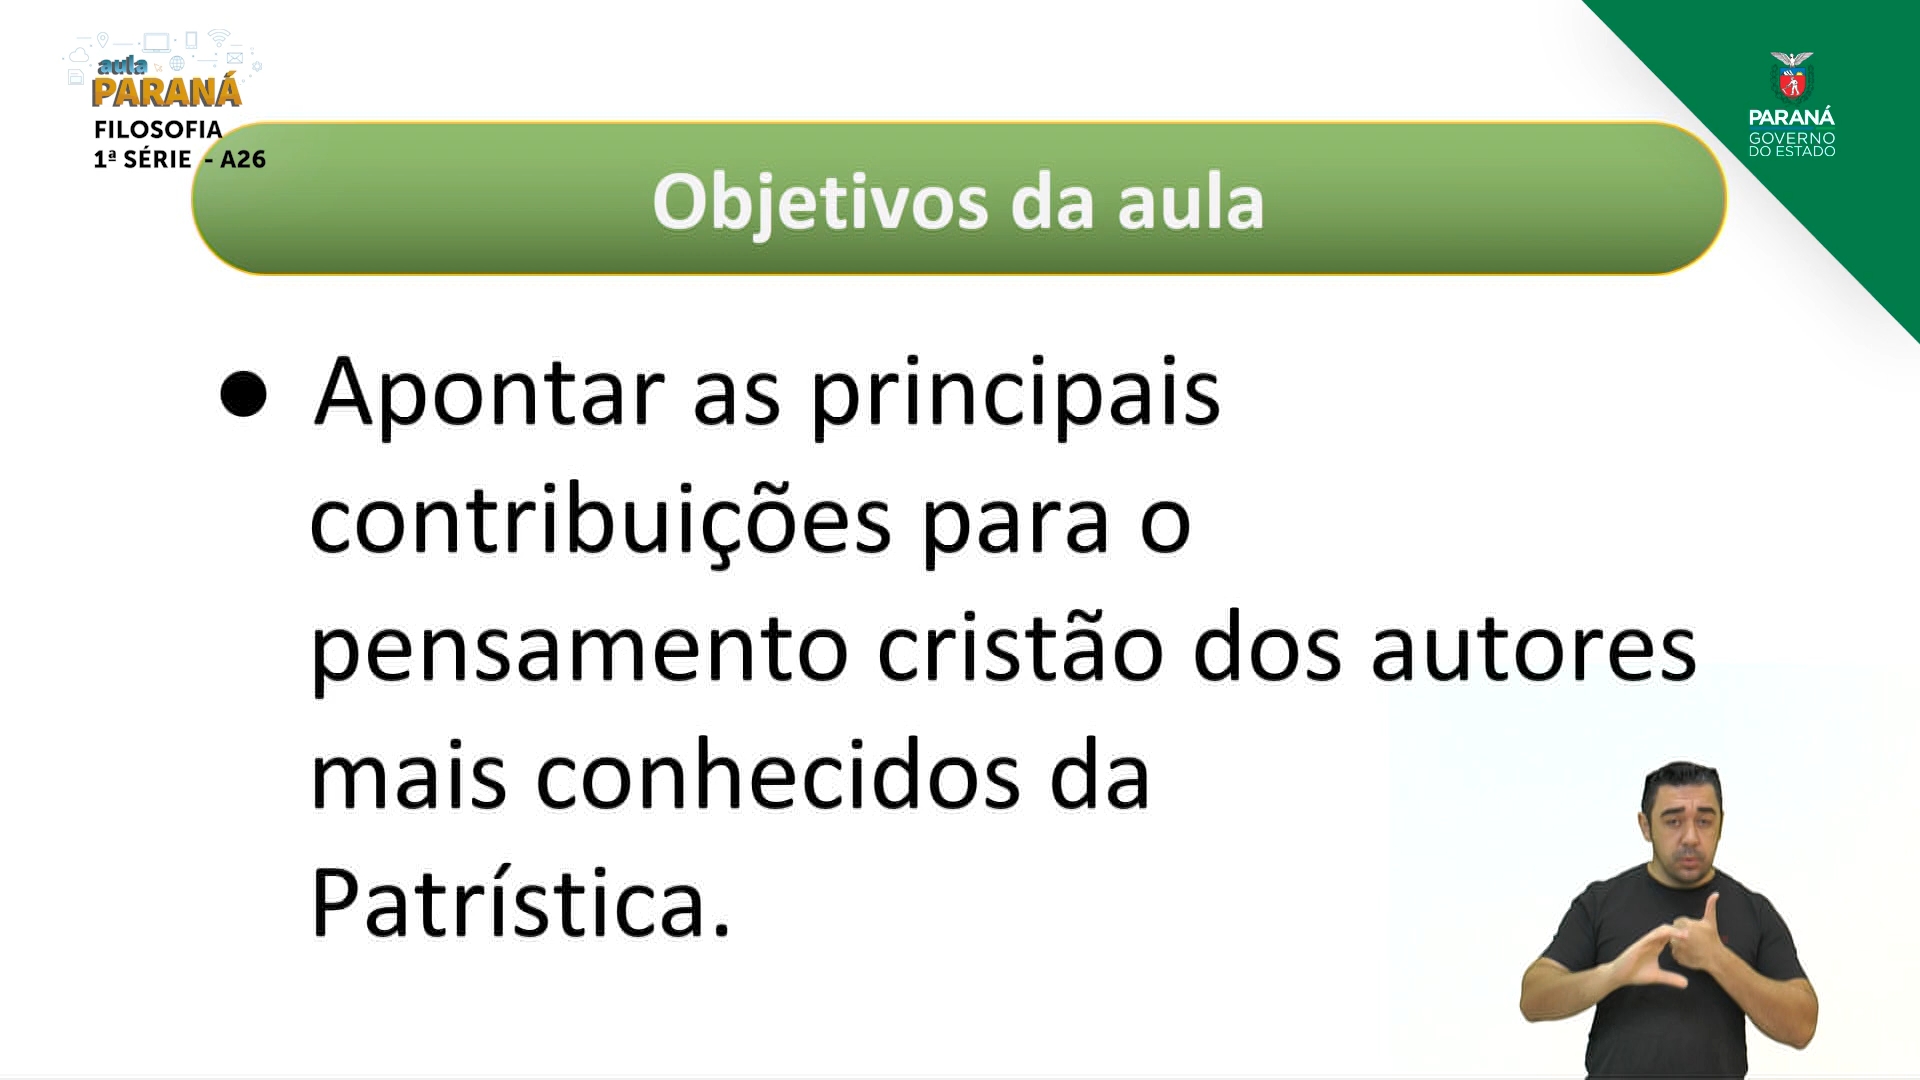 aula
PARANÁ
FILOSOFIA
1ª SÉRIE - A26
PARANÁ
GOVERNO
DO ESTADO
Objetivos da aula
● Apontar as principais
contribuições para o
pensamento cristão dos autores
mais conhecidos da
Patrística.